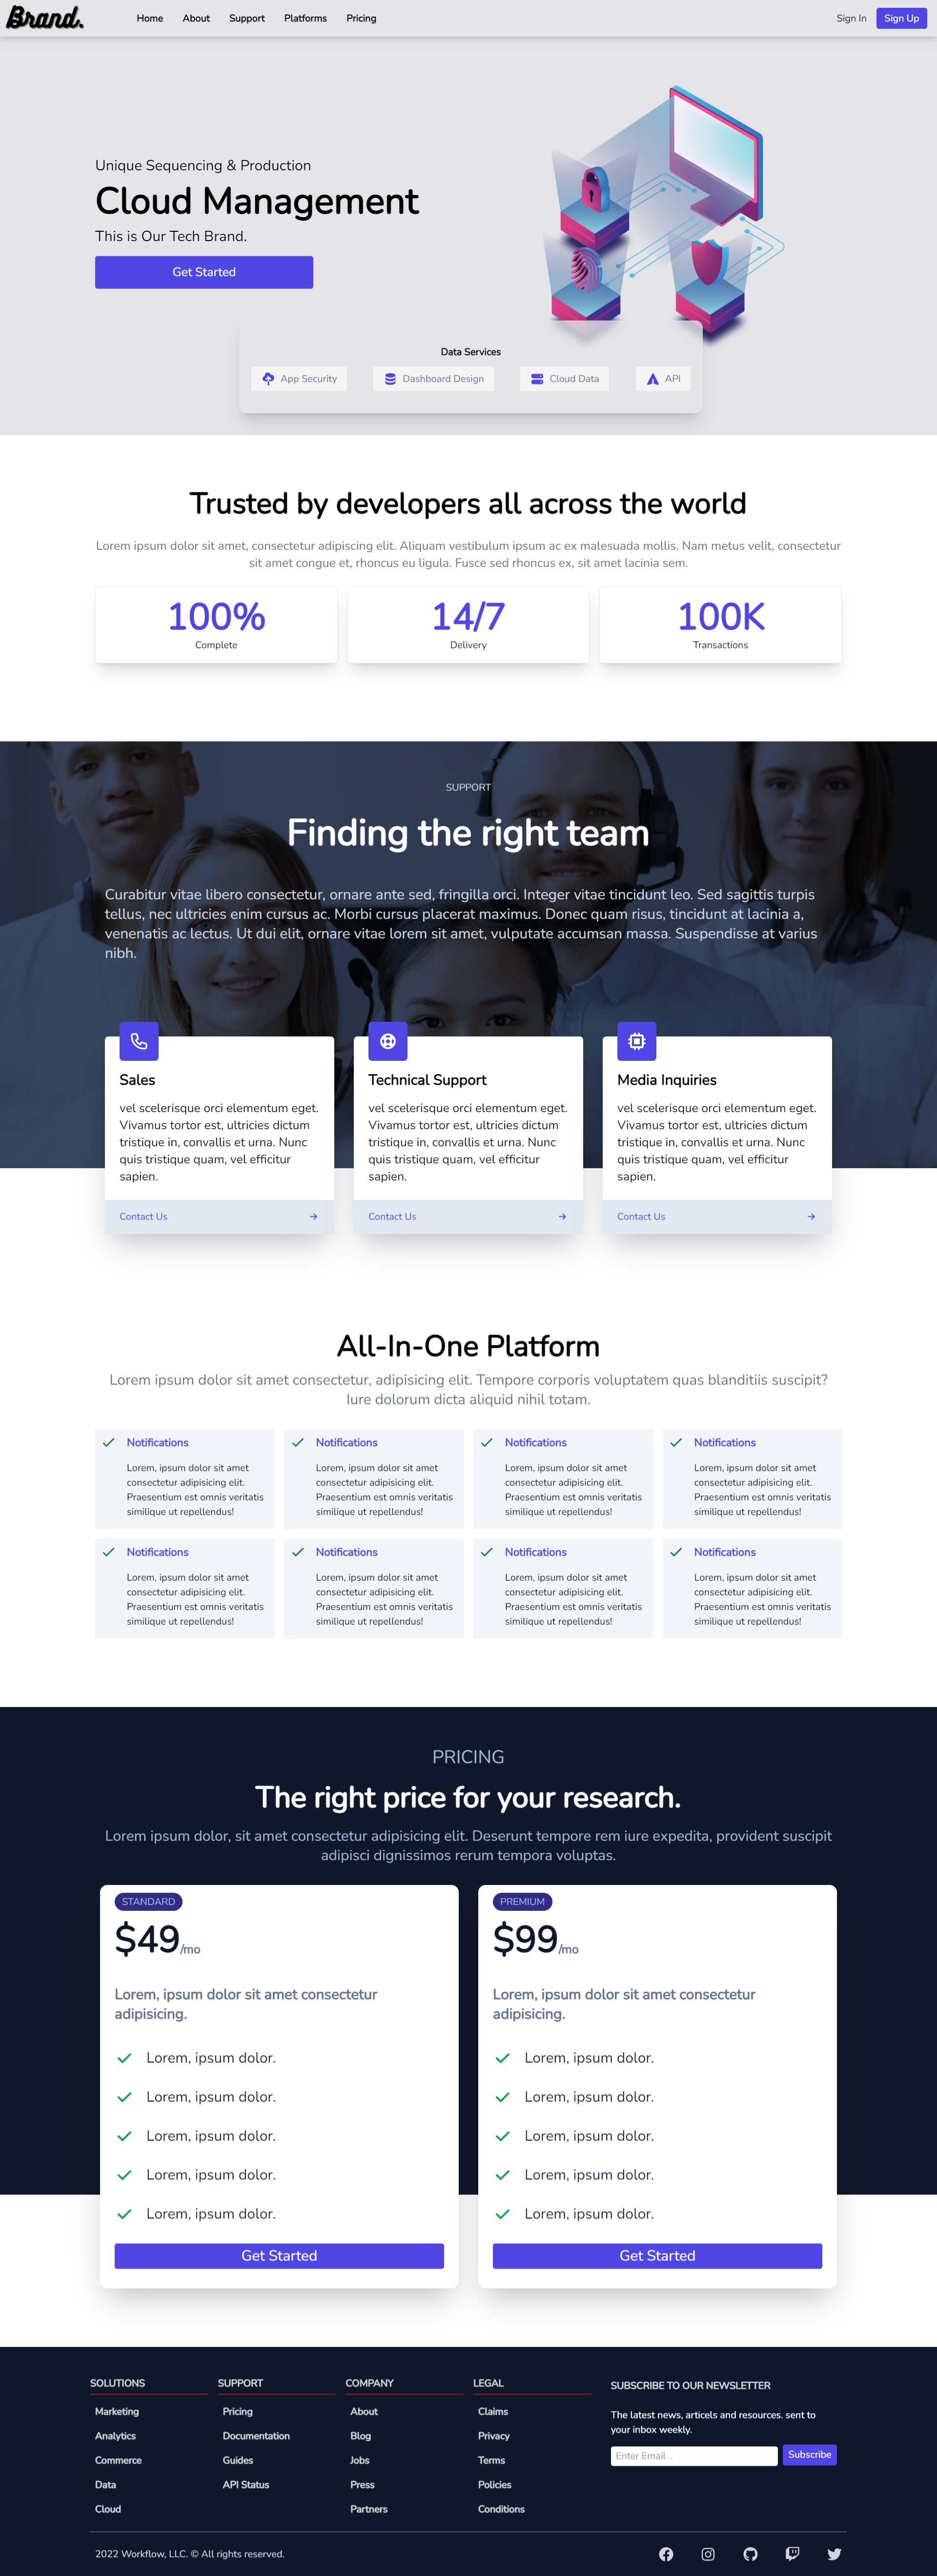 Brand.
Home
About
Support
Platforms
Pricing
Sign In
Sign Up
Unique Sequencing & Production
Cloud Management
This is Our Tech Brand.
Get Started
Data Services
App Security
Dashboard Design
Cloud Data
API
Trusted by developers all across the world
Lorem ipsum dolor sit amet, consectetur adipiscing elit. Aliquam vestibulum ipsum ac ex malesuada mollis. Nam metus velit, consectetur
sit amet congue et, rhoncus eu ligula. Fusce sed rhoncus ex, sit amet lacinia sem.
100%
Complete
14/7
Delivery
100K
Transactions
SUPPORT
Finding the right team
Curabitur vitae libero consectetur, ornare ante sed, fringilla orci. Integer vitae tincidunt leo. Sed sagittis turpis
tellus, nec ultricies enim cursus ac. Morbi cursus placerat maximus. Donec quam risus, tincidunt at lacinia a,
venenatis ac lectus. Ut dui elit, ornare vitae lorem sit amet, vulputate accumsan massa. Suspendisse at varius
nibh.
Sales
vel scelerisque orci elementum eget.
Vivamus tortor est, ultricies dictum
tristique in, convallis et urna. Nunc
quis tristique quam, vel efficitur
sapien.
Contact Us
Technical Support
vel scelerisque orci elementum eget.
Vivamus tortor est, ultricies dictum
tristique in, convallis et urna. Nunc
quis tristique quam, vel efficitur
sapien.
Contact Us
Media Inquiries
vel scelerisque orci elementum eget.
Vivamus tortor est, ultricies dictum
tristique in, convallis et urna. Nunc
quis tristique quam, vel efficitur
sapien.
Contact Us
All-In-One Platform
Lorem ipsum dolor sit amet consectetur, adipisicing elit. Tempore corporis voluptatem quas blanditiis suscipit?
Iure dolorum dicta aliquid nihil totam.
Notifications
Lorem, ipsum dolor sit amet
consectetur adipisicing elit.
Praesentium est omnis veritatis
similique ut repellendus!
Notifications
Lorem, ipsum dolor sit amet
consectetur adipisicing elit.
Praesentium est omnis veritatis
similique ut repellendus!
Notifications
Lorem, ipsum dolor sit amet
consectetur adipisicing elit.
Praesentium est omnis veritatis
similique ut repellendus!
Notifications
Lorem, ipsum dolor sit amet
consectetur adipisicing elit.
Praesentium est omnis veritatis
similique ut repellendus!
Notifications
Lorem, ipsum dolor sit amet
consectetur adipisicing elit.
Praesentium est omnis veritatis
similique ut repellendus!
Notifications
Lorem, ipsum dolor sit amet
consectetur adipisicing elit.
Praesentium est omnis veritatis
similique ut repellendus!
Notifications
Lorem, ipsum dolor sit amet
consectetur adipisicing elit.
Praesentium est omnis veritatis
similique ut repellendus!
Notifications
Lorem, ipsum dolor sit amet
consectetur adipisicing elit.
Praesentium est omnis veritatis
similique ut repellendus!
PRICING
The right price for your research.
Lorem ipsum dolor, sit amet consectetur adipisicing elit. Deserunt tempore rem iure expedita, provident suscipit
adipisci dignissimos rerum tempora voluptas.
STANDARD
$49/mo
Lorem, ipsum dolor sit amet consectetur
adipisicing.
Lorem, ipsum dolor.
Lorem, ipsum dolor.
Lorem, ipsum dolor.
Lorem, ipsum dolor.
Lorem, ipsum dolor.
Get Started
PREMIUM
$99/mo
Lorem, ipsum dolor sit amet consectetur
adipisicing.
Lorem, ipsum dolor.
Lorem, ipsum dolor.
Lorem, ipsum dolor.
Lorem, ipsum dolor.
Lorem, ipsum dolor.
Get Started
SOLUTIONS
Marketing
Analytics
Commerce
Data
Cloud
SUPPORT
Pricing
Documentation
Guides
API Status
COMPANY
About
Blog
Jobs
Press
Partners
LEGAL
Claims
Privacy
Terms
Policies
Conditions
SUBSCRIBE TO OUR NEWSLETTER
The latest news, articels and resources. sent to
your inbox weekly.
Enter Email ..
Subscribe
2022 Workflow, LLC. © All rights reserved.